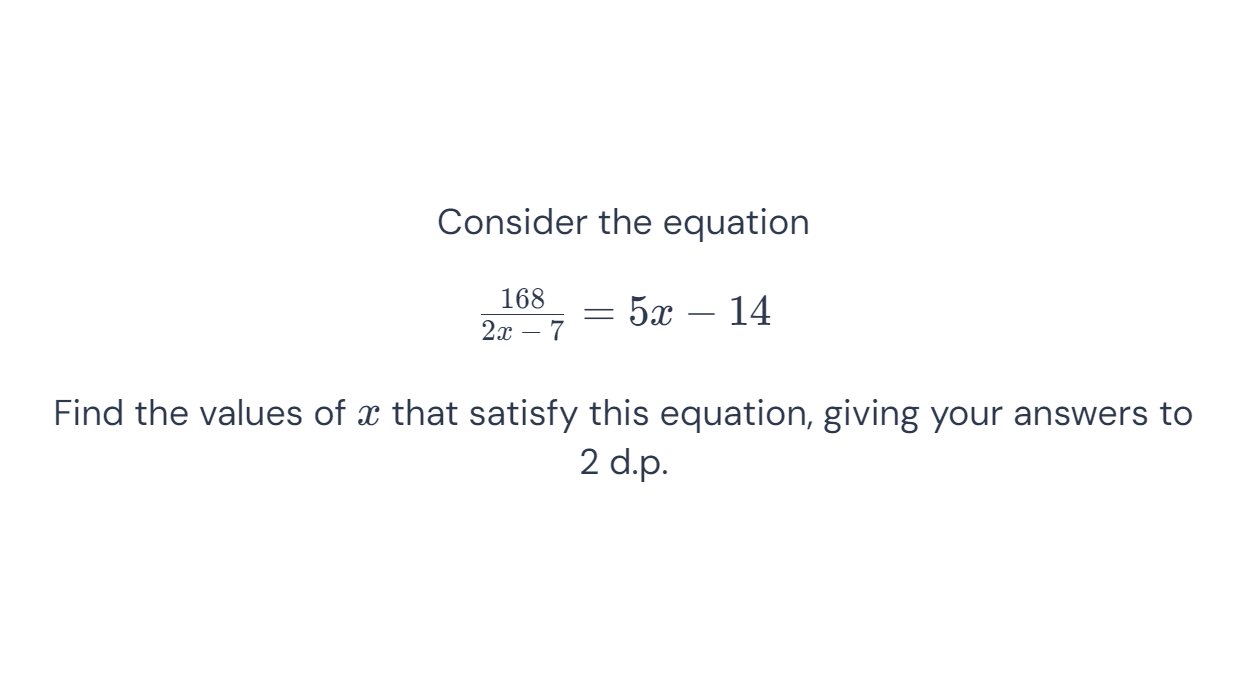 Consider the equation
\frac{168}{2x - 7} = 5x - 14
Find the values of x that satisfy this equation, giving your answers to
2 d.p.